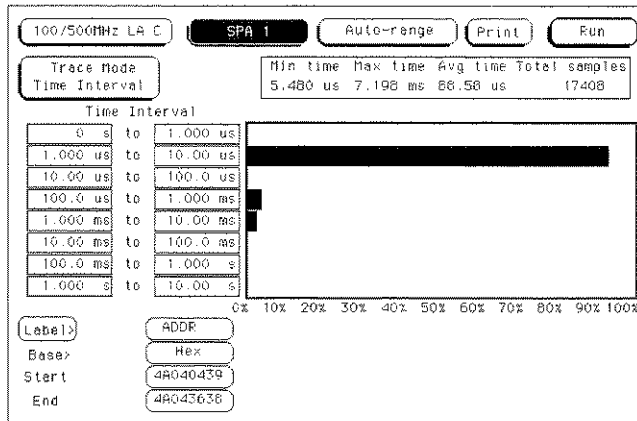 100/500MHz LA C SPA 1 Auto-range Print Run
Trace Mode
Time Interval
Min time Max time Avg time Total samples
5.480 us 7.198 ms 88.58 us 17408
Time Interval
0 s to 1.000 us
1.000 us to 10.00 us
10.00 us to 100.0 us
100.0 us to 1.000 ms
1.000 ms to 10.00 ms
10.00 ms to 100.0 ms
100.0 ms to 1.000 s
1.000 s to 10.00 s
0% 10% 20% 30% 40% 50% 60% 70% 80% 90% 100%
Label> ADDR
Base> Hex
Start 4A040439
End 4A043638